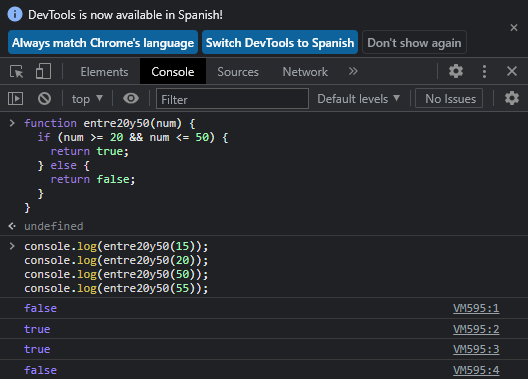 DevTools is now available in Spanish!
Always match Chrome's language Switch DevTools to Spanish Don't show again
Elements Console Sources Network
top Filter Default levels No Issues
function entre20y50(num) {
if (num >= 20 && num <= 50) {
return true;
} else {
return false;
}
}
undefined
console.log(entre20y50(15));
console.log(entre20y50(20));
console.log(entre20y50(50));
console.log(entre20y50(55));
false VM595:1
true VM595:2
true VM595:3
false VM595:4